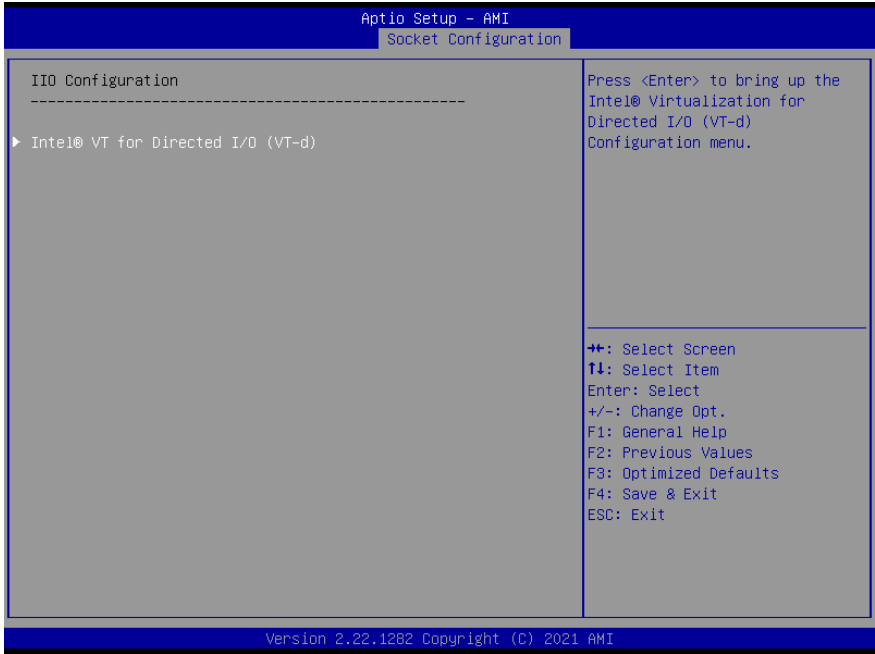 Aptio Setup – AMI
Socket Configuration
IIO Configuration
--------------------------------------------------
Intel® VT for Directed I/O (VT-d)
Press <Enter> to bring up the
Intel® Virtualization for
Directed I/O (VT-d)
Configuration menu.
→←: Select Screen
↑↓: Select Item
Enter: Select
+/-: Change Opt.
F1: General Help
F2: Previous Values
F3: Optimized Defaults
F4: Save & Exit
ESC: Exit
Version 2.22.1282 Copyright (C) 2021 AMI